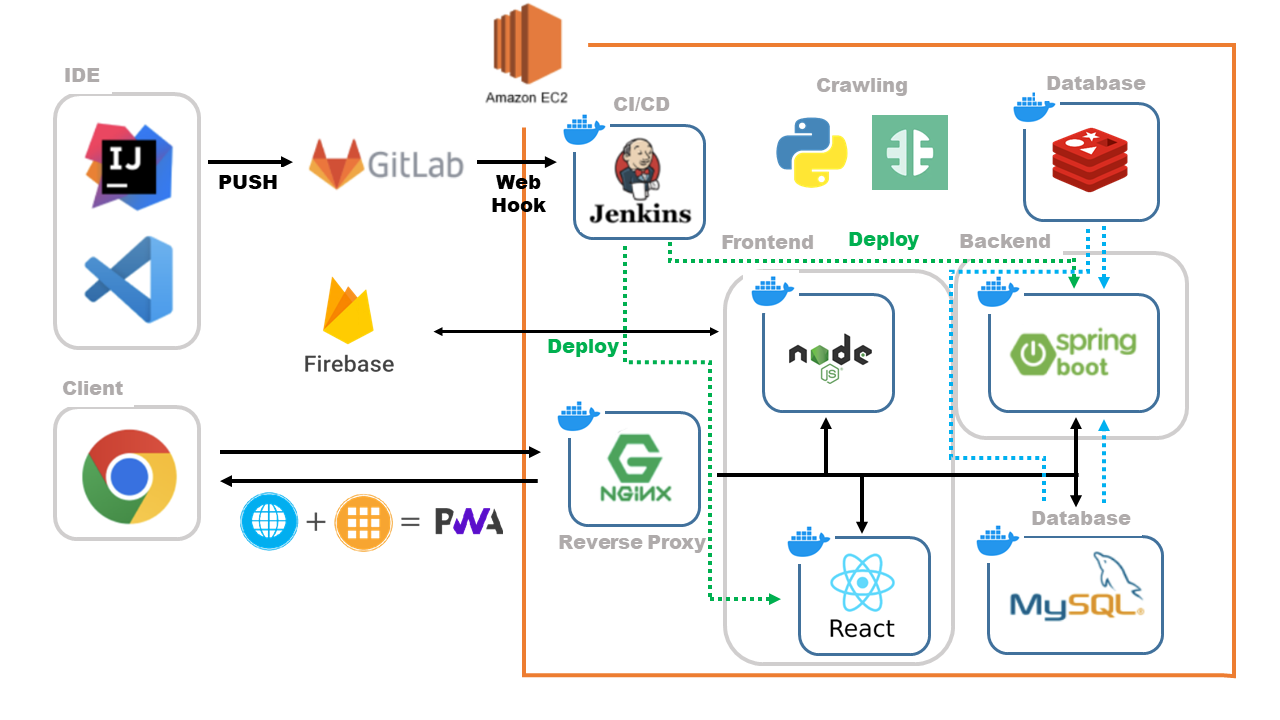 Amazon EC2
IDE
CI/CD
Crawling
Database
IJ
PUSH
GitLab
Web
Hook
Jenkins
Frontend
Deploy
Backend
Firebase
Deploy
node
JS
spring
boot
Client
NGiNX
Reverse Proxy
+
=
PWA
React
Database
MySQL®